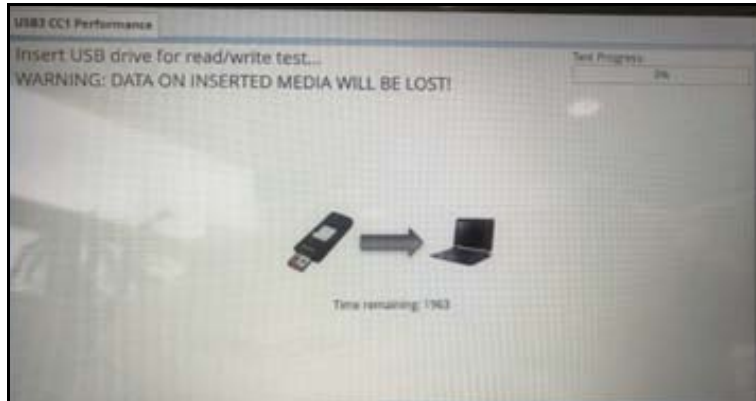 USB3 CC1 Performance
Insert USB drive for read/write test...
WARNING: DATA ON INSERTED MEDIA WILL BE LOST!
Test Progress:
0%
Time remaining: 1963